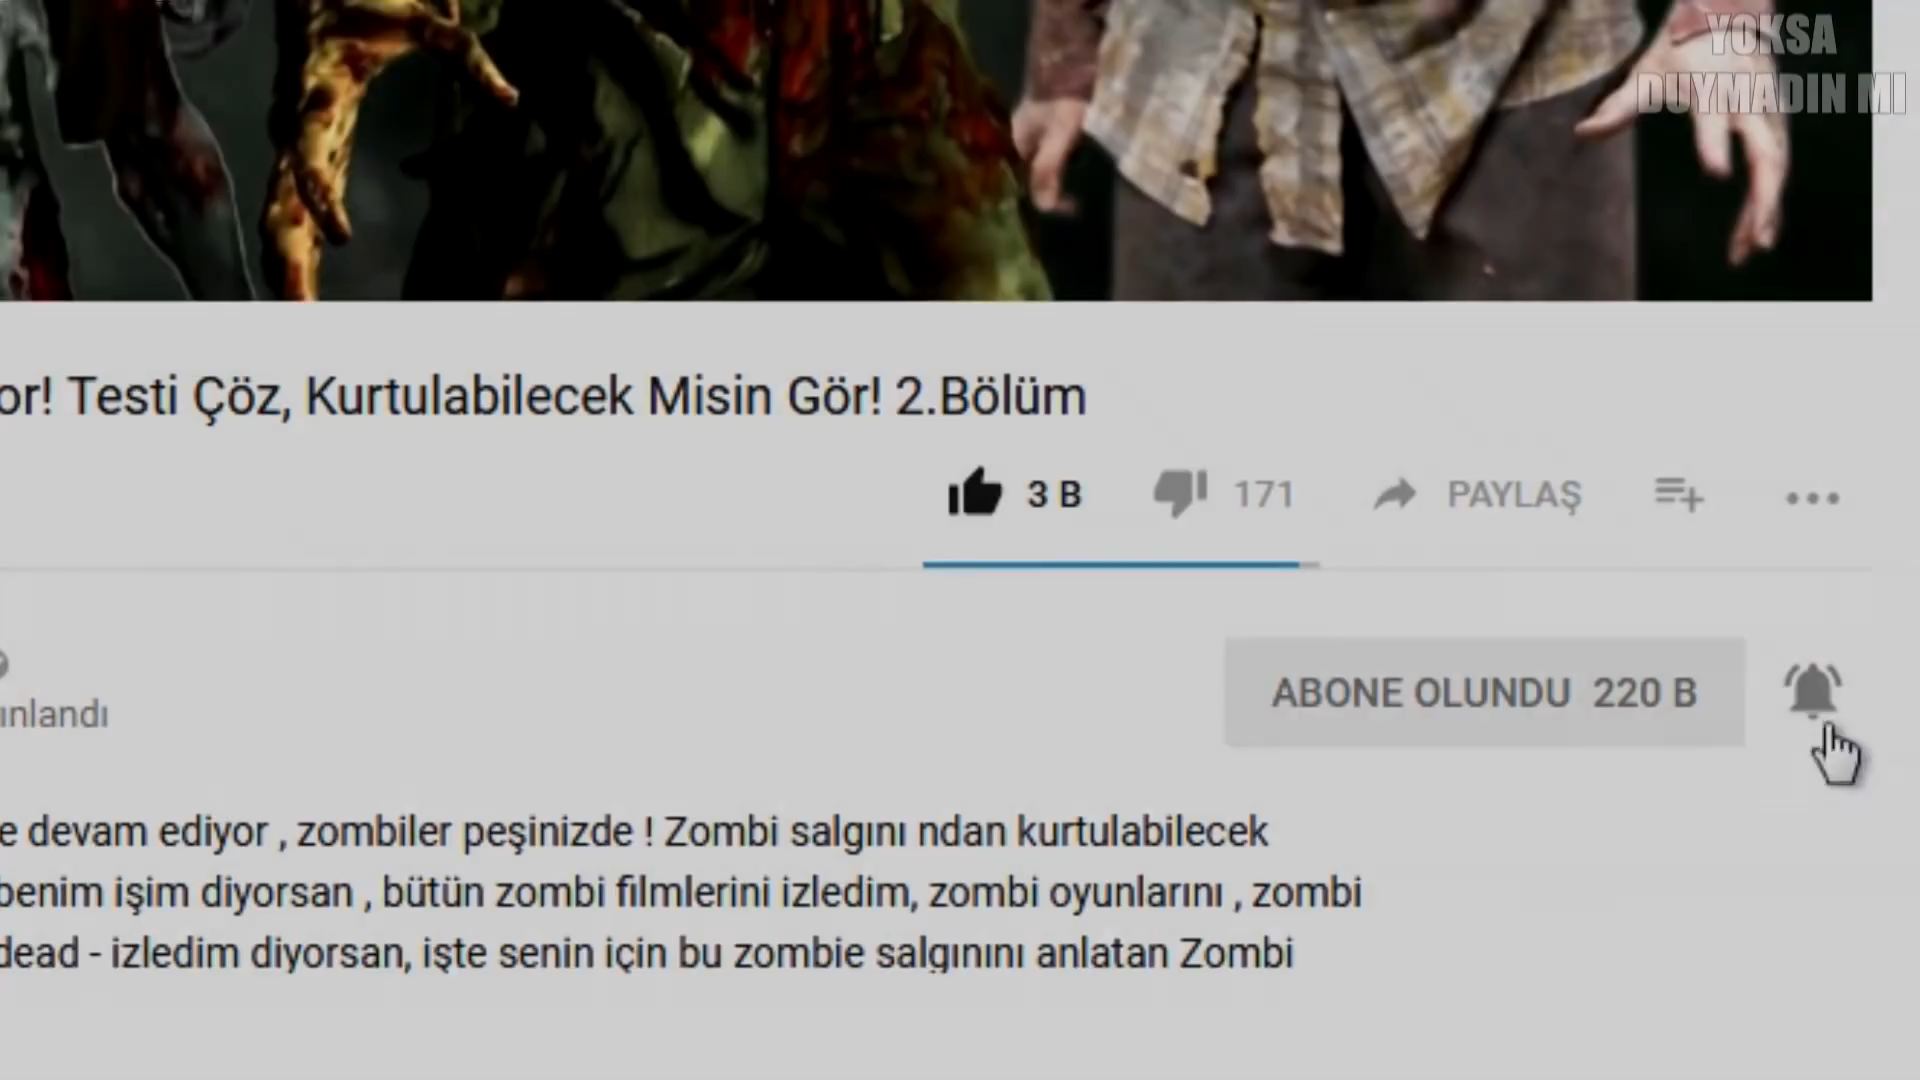 YOKSA
DUYMADIN MI
or! Testi Çöz, Kurtulabilecek Misin Gör! 2.Bölüm
3 B 171 PAYLAŞ
ABONE OLUNDU 220 B
ınlandı
e devam ediyor , zombiler peşinizde ! Zombi salgını ndan kurtulabilecek
benim işim diyorsan , bütün zombi filmlerini izledim, zombi oyunlarını , zombi
dead - izledim diyorsan, işte senin için bu zombie salgınını anlatan Zombi